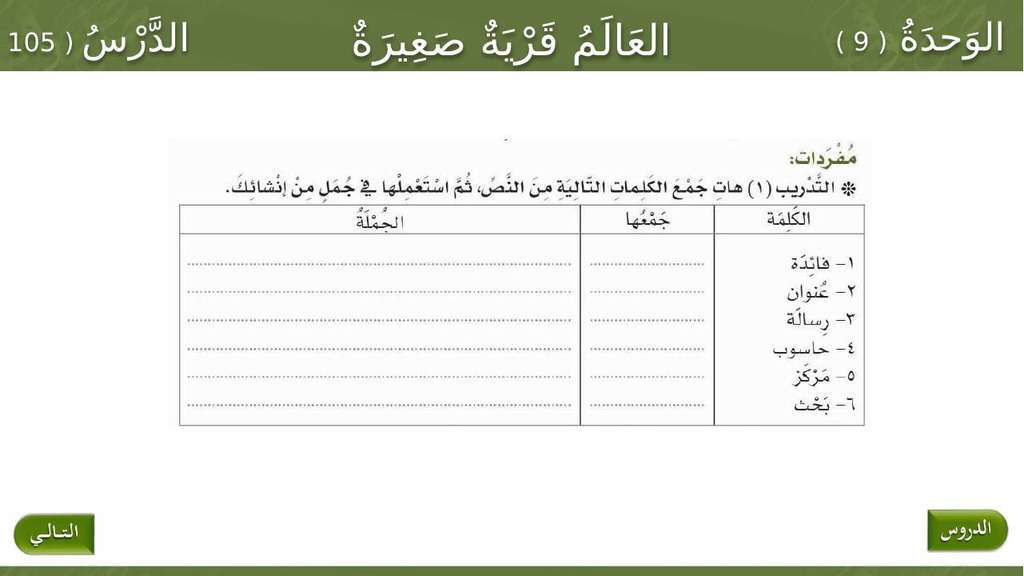 الوَحدَةُ ( 9 )
العَالَمُ قَرْيَةٌ صَغِيرَةٌ
الدَّرْسُ ( 105
مُفْرَدات:
❊ التَّدْريب (١) هاتِ جَمْعَ الكَلِماتِ التّالِيَةِ مِنَ النَّصِّ، ثُمَّ اسْتَعْمِلْها في جُمَلٍ مِنْ إنْشائِكَ.
الكَلِمَة جَمْعُها الجُمْلَةُ
١- فائِدَة ........ ........
٢- عُنوان ........ ........
٣- رِسالَة ........ ........
٤- حاسوب ........ ........
٥- مَرْكَز ........ ........
٦- بَحْث ........ ........
الدروس
التالي